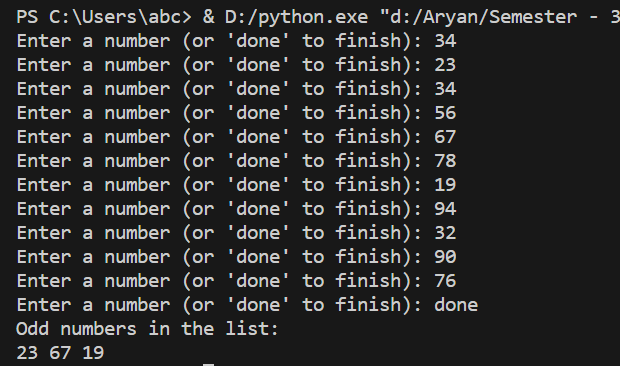 PS C:\Users\abc> & D:/python.exe "d:/Aryan/Semester - 3
Enter a number (or 'done' to finish): 34
Enter a number (or 'done' to finish): 23
Enter a number (or 'done' to finish): 34
Enter a number (or 'done' to finish): 56
Enter a number (or 'done' to finish): 67
Enter a number (or 'done' to finish): 78
Enter a number (or 'done' to finish): 19
Enter a number (or 'done' to finish): 94
Enter a number (or 'done' to finish): 32
Enter a number (or 'done' to finish): 90
Enter a number (or 'done' to finish): 76
Enter a number (or 'done' to finish): done
Odd numbers in the list:
23 67 19